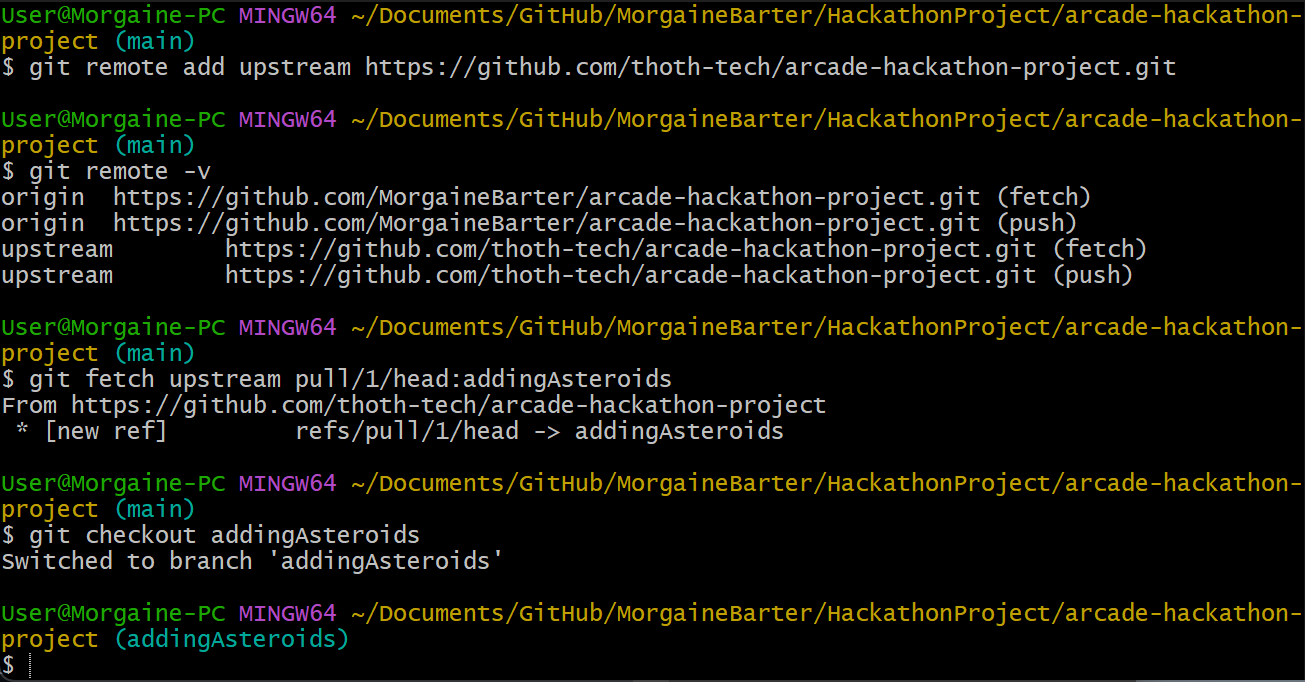 User@Morgaine-PC MINGW64 ~/Documents/GitHub/MorgaineBarter/HackathonProject/arcade-hackathon-
project (main)
$ git remote add upstream https://github.com/thoth-tech/arcade-hackathon-project.git
User@Morgaine-PC MINGW64 ~/Documents/GitHub/MorgaineBarter/HackathonProject/arcade-hackathon-
project (main)
$ git remote -v
origin  https://github.com/MorgaineBarter/arcade-hackathon-project.git (fetch)
origin  https://github.com/MorgaineBarter/arcade-hackathon-project.git (push)
upstream        https://github.com/thoth-tech/arcade-hackathon-project.git (fetch)
upstream        https://github.com/thoth-tech/arcade-hackathon-project.git (push)
User@Morgaine-PC MINGW64 ~/Documents/GitHub/MorgaineBarter/HackathonProject/arcade-hackathon-
project (main)
$ git fetch upstream pull/1/head:addingAsteroids
From https://github.com/thoth-tech/arcade-hackathon-project
 * [new ref]         refs/pull/1/head -> addingAsteroids
User@Morgaine-PC MINGW64 ~/Documents/GitHub/MorgaineBarter/HackathonProject/arcade-hackathon-
project (main)
$ git checkout addingAsteroids
Switched to branch 'addingAsteroids'
User@Morgaine-PC MINGW64 ~/Documents/GitHub/MorgaineBarter/HackathonProject/arcade-hackathon-
project (addingAsteroids)
$